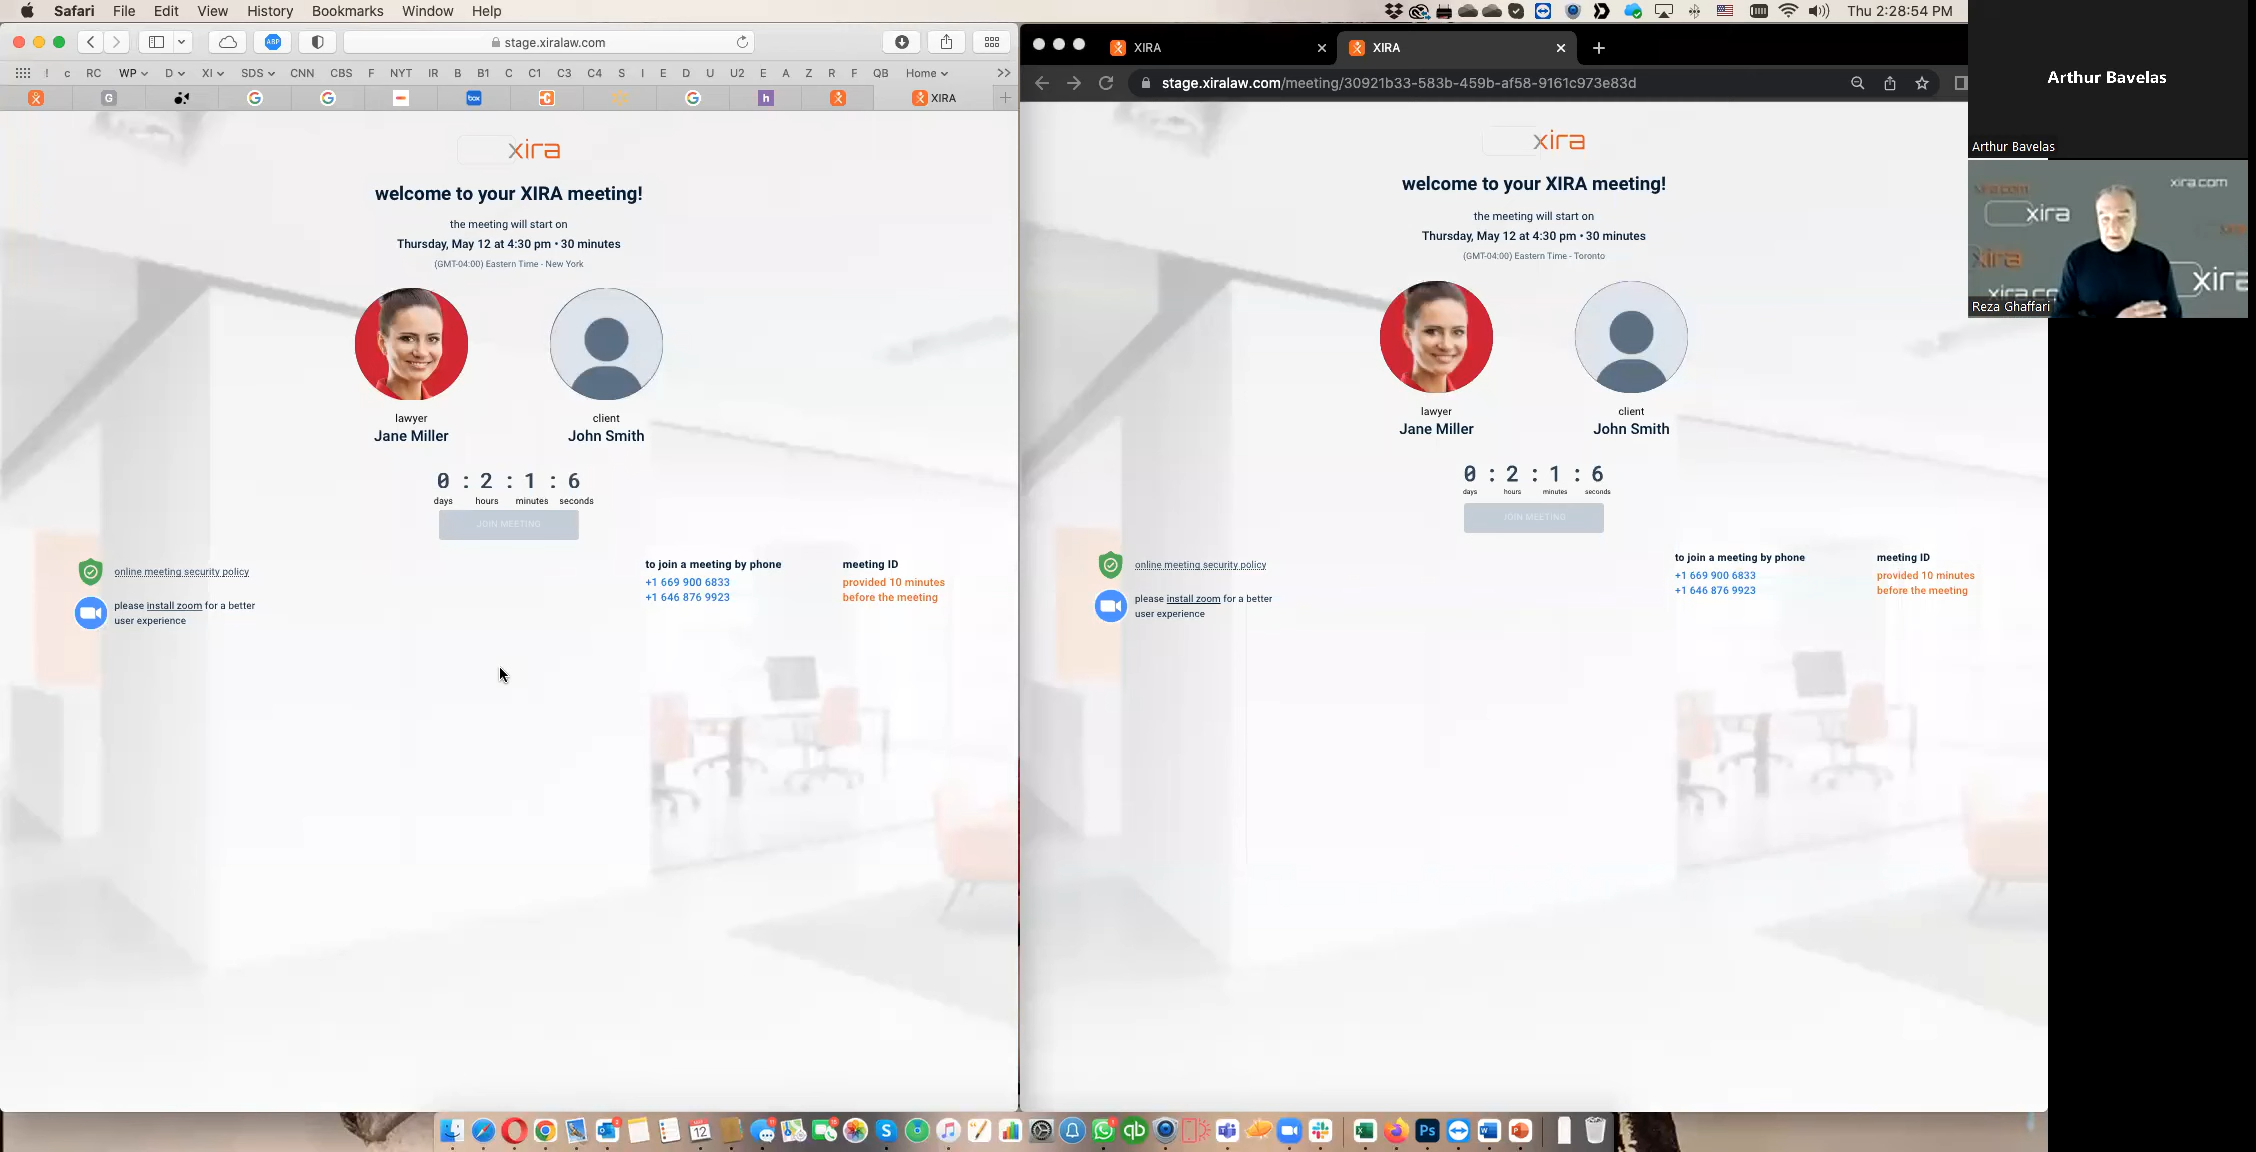 Safari File Edit View History Bookmarks Window Help
Thu 2:28:54 PM
stage.xiralaw.com
! c RC WP D XI SDS CNN CBS F NYT IR B B1 C C1 C3 C4 S I E D U U2 E A Z R F QB Home
XIRA
xira
welcome to your XIRA meeting!
the meeting will start on
Thursday, May 12 at 4:30 pm • 30 minutes
(GMT-04:00) Eastern Time - New York
lawyer
Jane Miller
client
John Smith
0 : 2 : 1 : 6
days hours minutes seconds
JOIN MEETING
online meeting security policy
please install zoom for a better
user experience
to join a meeting by phone
+1 669 900 6833
+1 646 876 9923
meeting ID
provided 10 minutes
before the meeting
XIRA
XIRA
stage.xiralaw.com/meeting/30921b33-583b-459b-af58-9161c973e83d
xira
welcome to your XIRA meeting!
the meeting will start on
Thursday, May 12 at 4:30 pm • 30 minutes
(GMT-04:00) Eastern Time - Toronto
lawyer
Jane Miller
client
John Smith
0 : 2 : 1 : 6
days hours minutes seconds
JOIN MEETING
online meeting security policy
please install zoom for a better
user experience
to join a meeting by phone
+1 669 900 6833
+1 646 876 9923
meeting ID
provided 10 minutes
before the meeting
Arthur Bavelas
Arthur Bavelas
xira.com
xira.com
xira
xira
xira
Reza Ghaffari